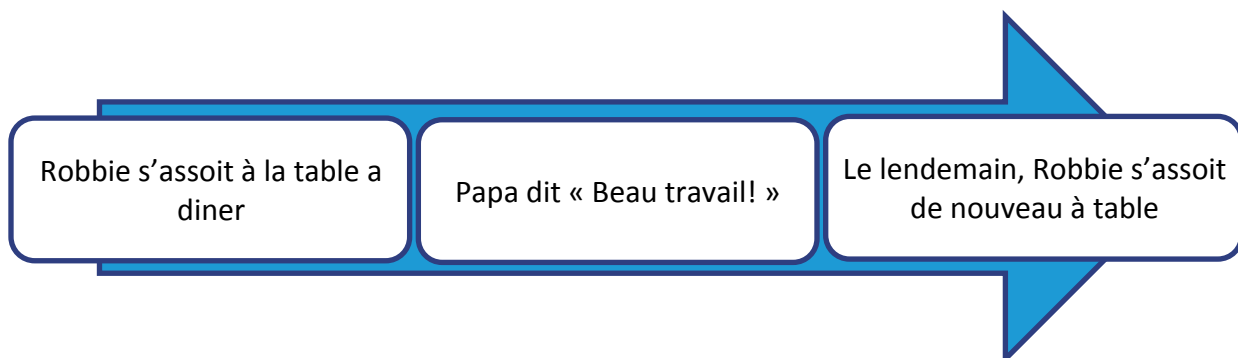 Robbie s'assoit à la table a
diner
Papa dit « Beau travail! »
Le lendemain, Robbie s'assoit
de nouveau à table